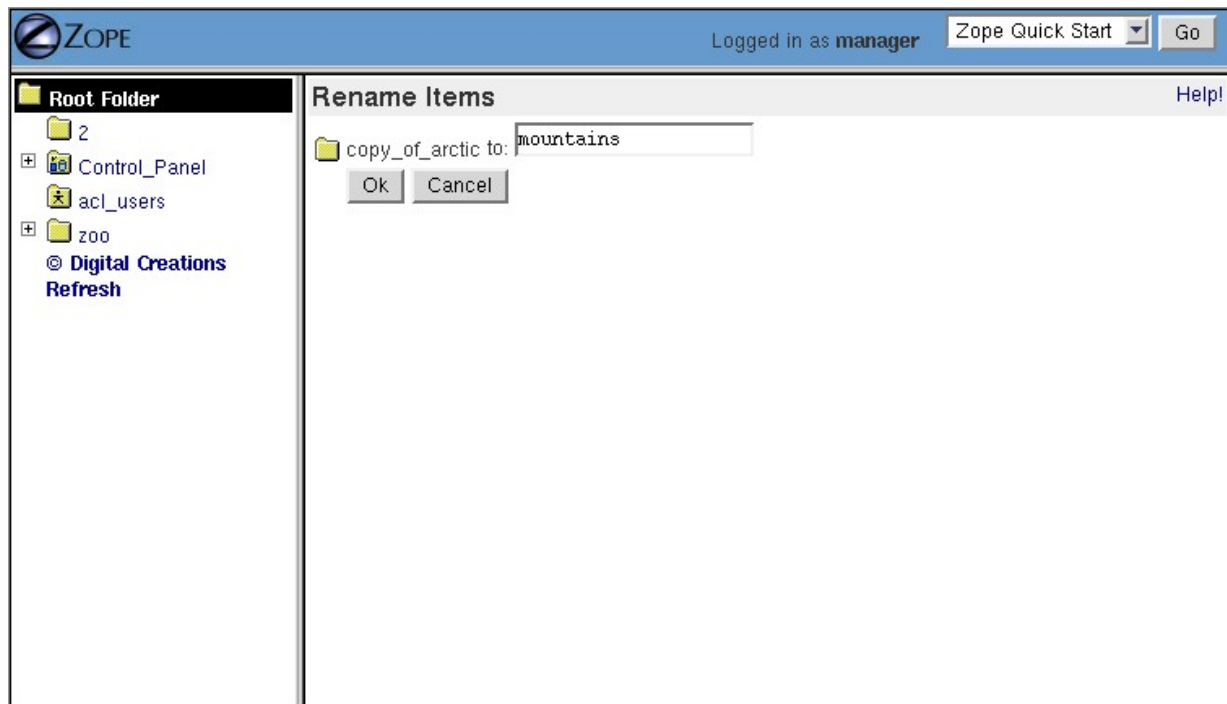 ZOPE
Logged in as manager
Zope Quick Start
Go
Root Folder
2
Control_Panel
acl_users
zoo
© Digital Creations
Refresh
Rename Items
Help!
copy_of_arctic to: mountains
Ok Cancel